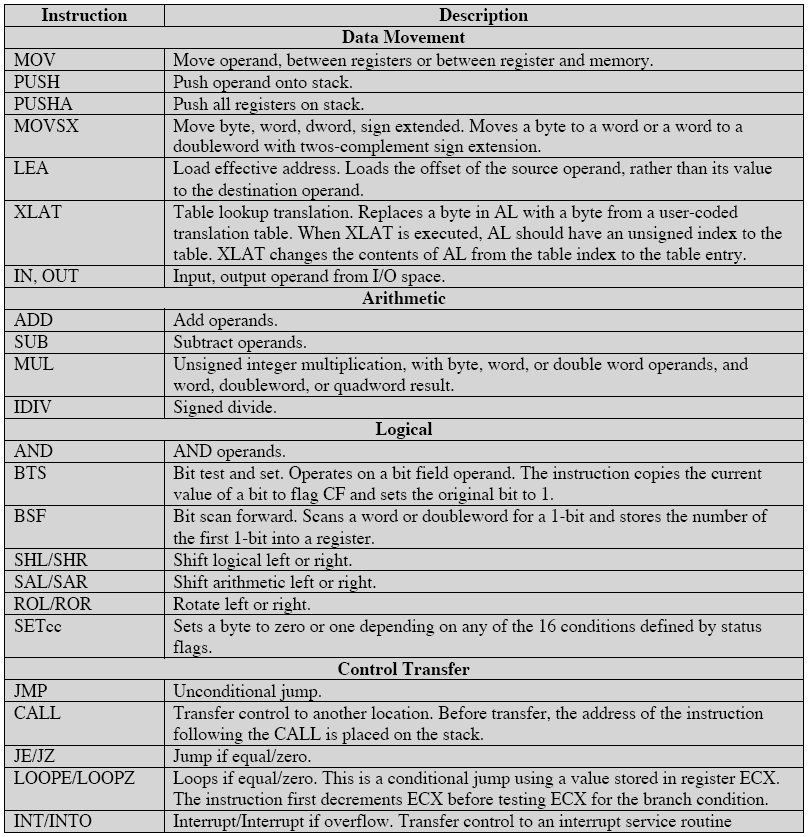 Instruction Description
Data Movement
MOV Move operand, between registers or between register and memory.
PUSH Push operand onto stack.
PUSHA Push all registers on stack.
MOVSX Move byte, word, dword, sign extended. Moves a byte to a word or a word to a
doubleword with twos-complement sign extension.
LEA Load effective address. Loads the offset of the source operand, rather than its value
to the destination operand.
XLAT Table lookup translation. Replaces a byte in AL with a byte from a user-coded
translation table. When XLAT is executed, AL should have an unsigned index to the
table. XLAT changes the contents of AL from the table index to the table entry.
IN, OUT Input, output operand from I/O space.
Arithmetic
ADD Add operands.
SUB Subtract operands.
MUL Unsigned integer multiplication, with byte, word, or double word operands, and
word, doubleword, or quadword result.
IDIV Signed divide.
Logical
AND AND operands.
BTS Bit test and set. Operates on a bit field operand. The instruction copies the current
value of a bit to flag CF and sets the original bit to 1.
BSF Bit scan forward. Scans a word or doubleword for a 1-bit and stores the number of
the first 1-bit into a register.
SHL/SHR Shift logical left or right.
SAL/SAR Shift arithmetic left or right.
ROL/ROR Rotate left or right.
SETcc Sets a byte to zero or one depending on any of the 16 conditions defined by status
flags.
Control Transfer
JMP Unconditional jump.
CALL Transfer control to another location. Before transfer, the address of the instruction
following the CALL is placed on the stack.
JE/JZ Jump if equal/zero.
LOOPE/LOOPZ Loops if equal/zero. This is a conditional jump using a value stored in register ECX.
The instruction first decrements ECX before testing ECX for the branch condition.
INT/INTO Interrupt/Interrupt if overflow. Transfer control to an interrupt service routine